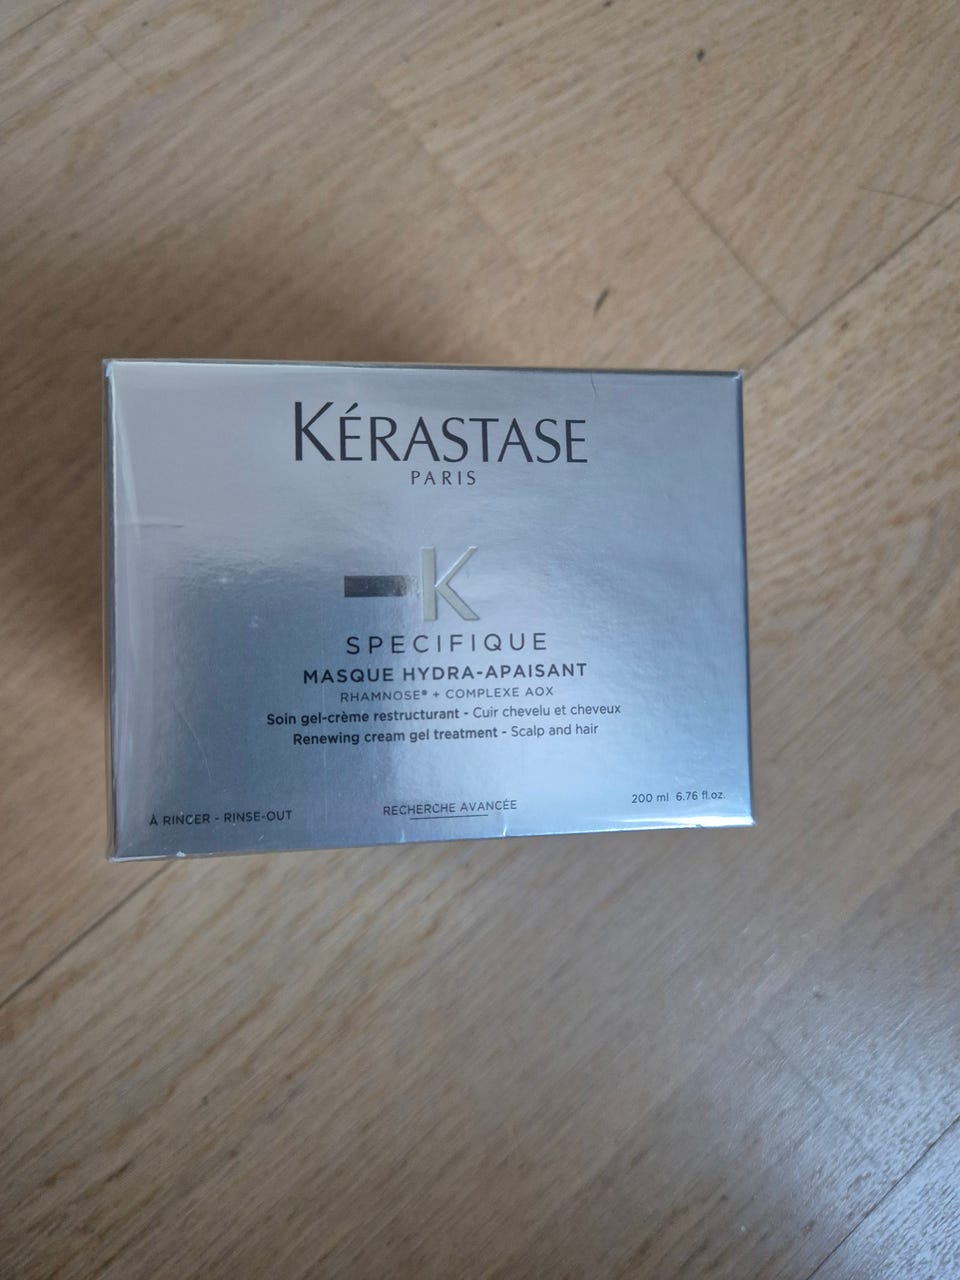 KÉRASTASE
PARIS
K
SPECIFIQUE
MASQUE HYDRA-APAISANT
RHAMNOSE® + COMPLEXE AOX
Soin gel-crème restructurant - Cuir chevelu et cheveux
Renewing cream gel treatment - Scalp and hair
À RINCER - RINSE-OUT
RECHERCHE AVANCÉE
200 ml 6.76 fl.oz.